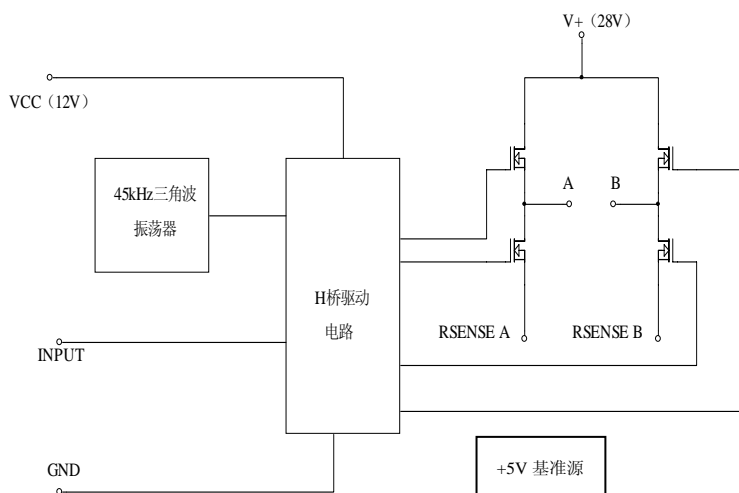 V+（28V）
VCC（12V）
45kHz三角波
振荡器
A
B
H桥驱动
电路
RSENSE A
RSENSE B
INPUT
GND
+5V 基准源